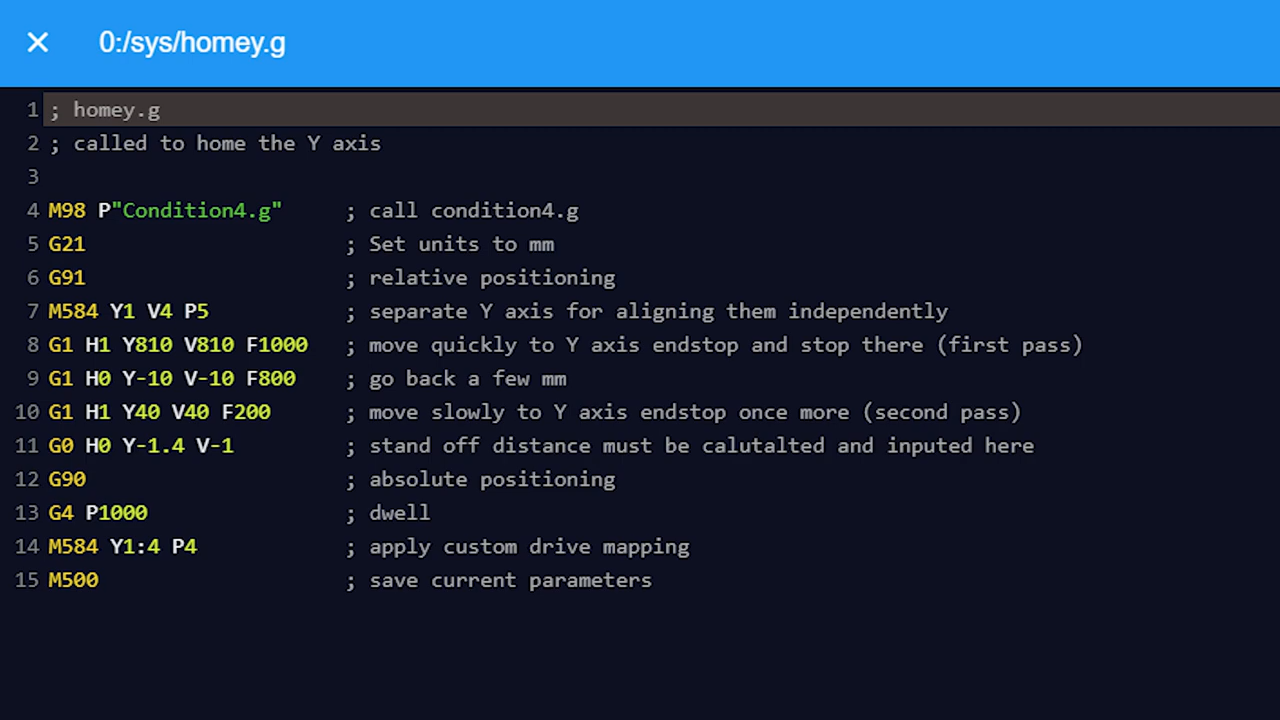 0:/sys/homey.g
1 ; homey.g
2 ; called to home the Y axis
3
4 M98 P"Condition4.g" ; call condition4.g
5 G21 ; Set units to mm
6 G91 ; relative positioning
7 M584 Y1 V4 P5 ; separate Y axis for aligning them independently
8 G1 H1 Y810 V810 F1000 ; move quickly to Y axis endstop and stop there (first pass)
9 G1 H0 Y-10 V-10 F800 ; go back a few mm
10 G1 H1 Y40 V40 F200 ; move slowly to Y axis endstop once more (second pass)
11 G0 H0 Y-1.4 V-1 ; stand off distance must be calutalted and inputed here
12 G90 ; absolute positioning
13 G4 P1000 ; dwell
14 M584 Y1:4 P4 ; apply custom drive mapping
15 M500 ; save current parameters